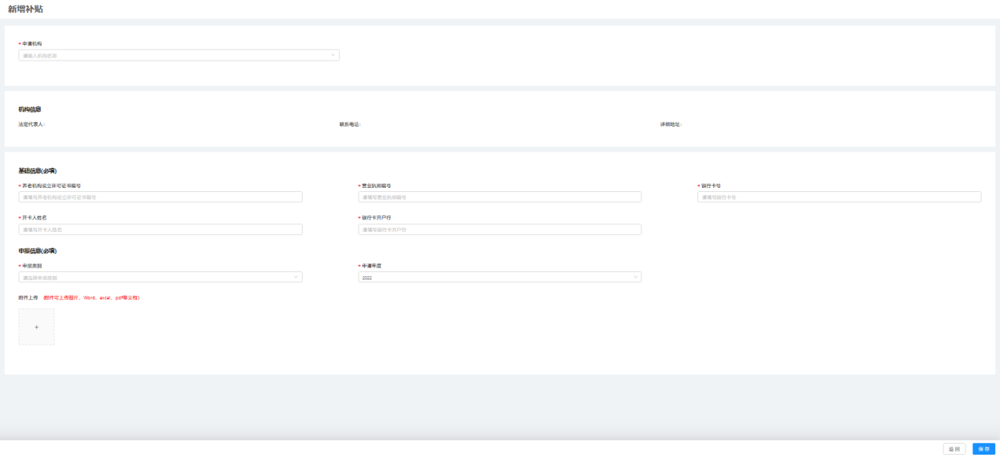 新增补贴
* 申请机构
请输入机构名称
机构信息
法定代表人: 联系电话: 详细地址:
基础信息(必填)
* 养老机构设立许可证书编号 * 营业执照编号 * 银行卡号
请填写养老机构设立许可证书编号 请填写营业执照编号 请填写银行卡号
* 开卡人姓名 * 银行卡开户行
请填写开卡人姓名 请填写银行卡开户行
申报信息(必填)
* 申报类别 * 申请年度
请选择申报类别 2022
附件上传 (附件可上传图片、Word、excel、pdf等文档)
+
返回 保存